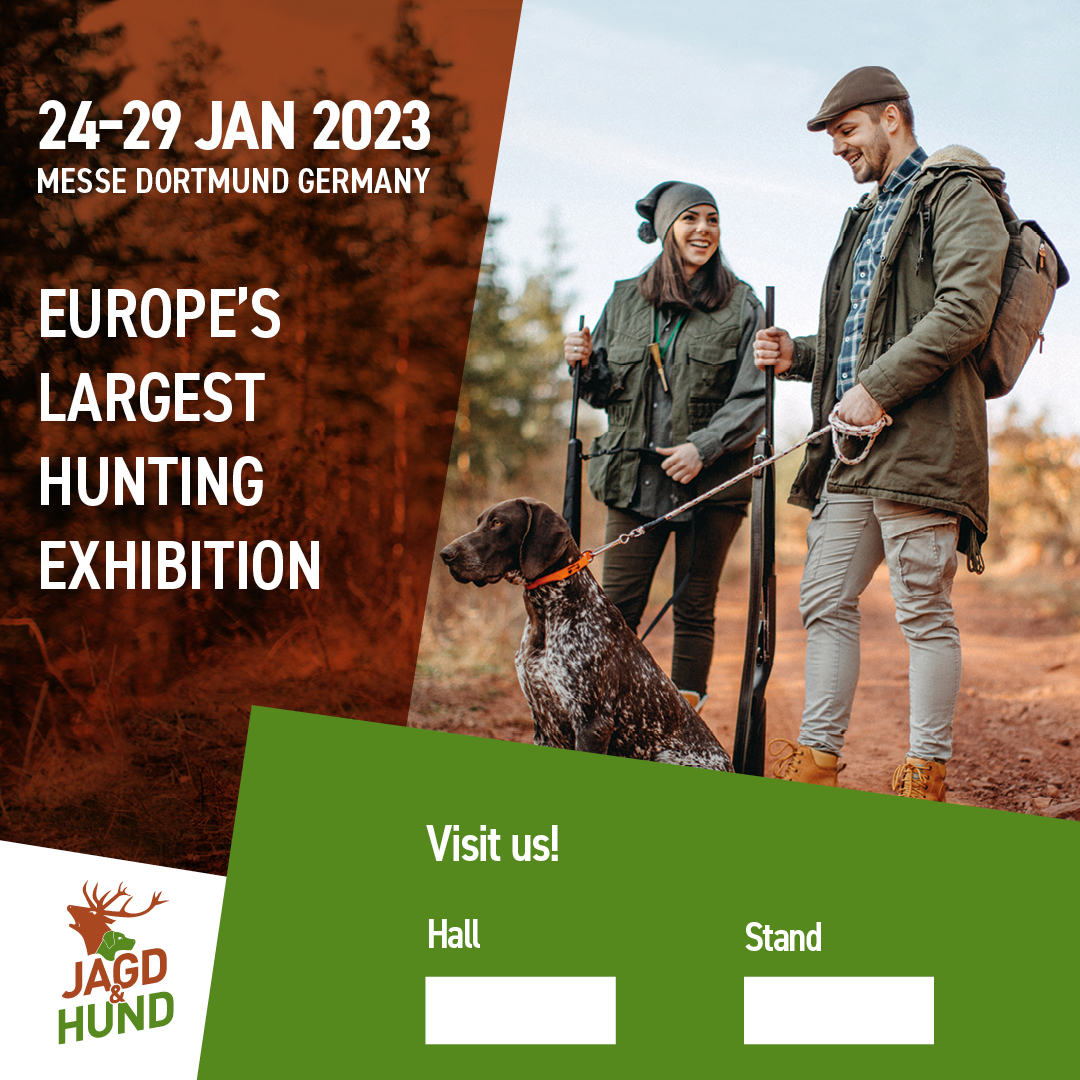 24–29 JAN 2023
MESSE DORTMUND GERMANY
EUROPE’S
LARGEST
HUNTING
EXHIBITION
Visit us!
Hall
Stand
JAGD
&
HUND